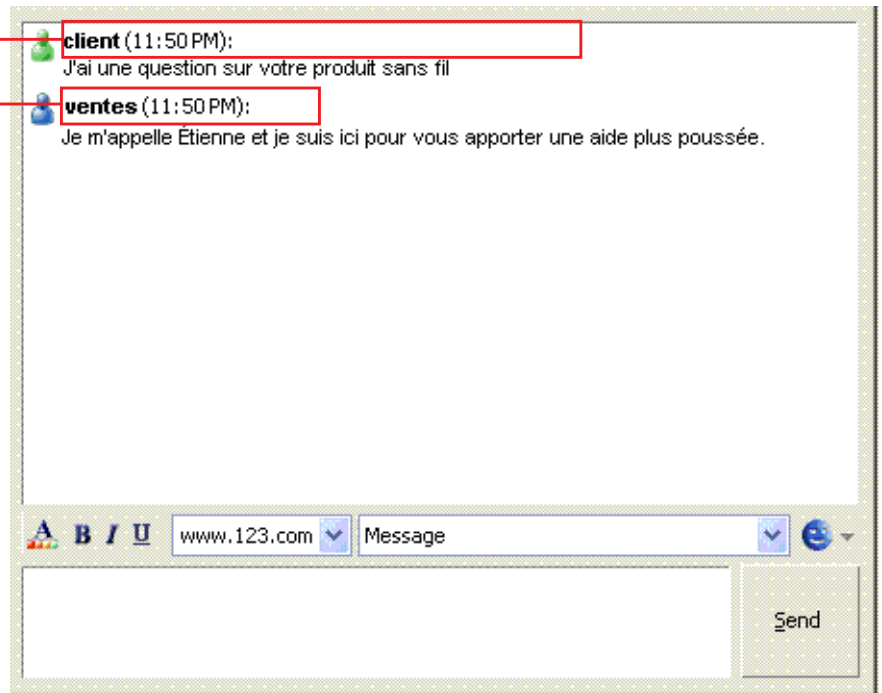 client (11:50 PM):
J'ai une question sur votre produit sans fil
ventes (11:50 PM):
Je m'appelle Étienne et je suis ici pour vous apporter une aide plus poussée.
A B I U www.123.com Message
Send